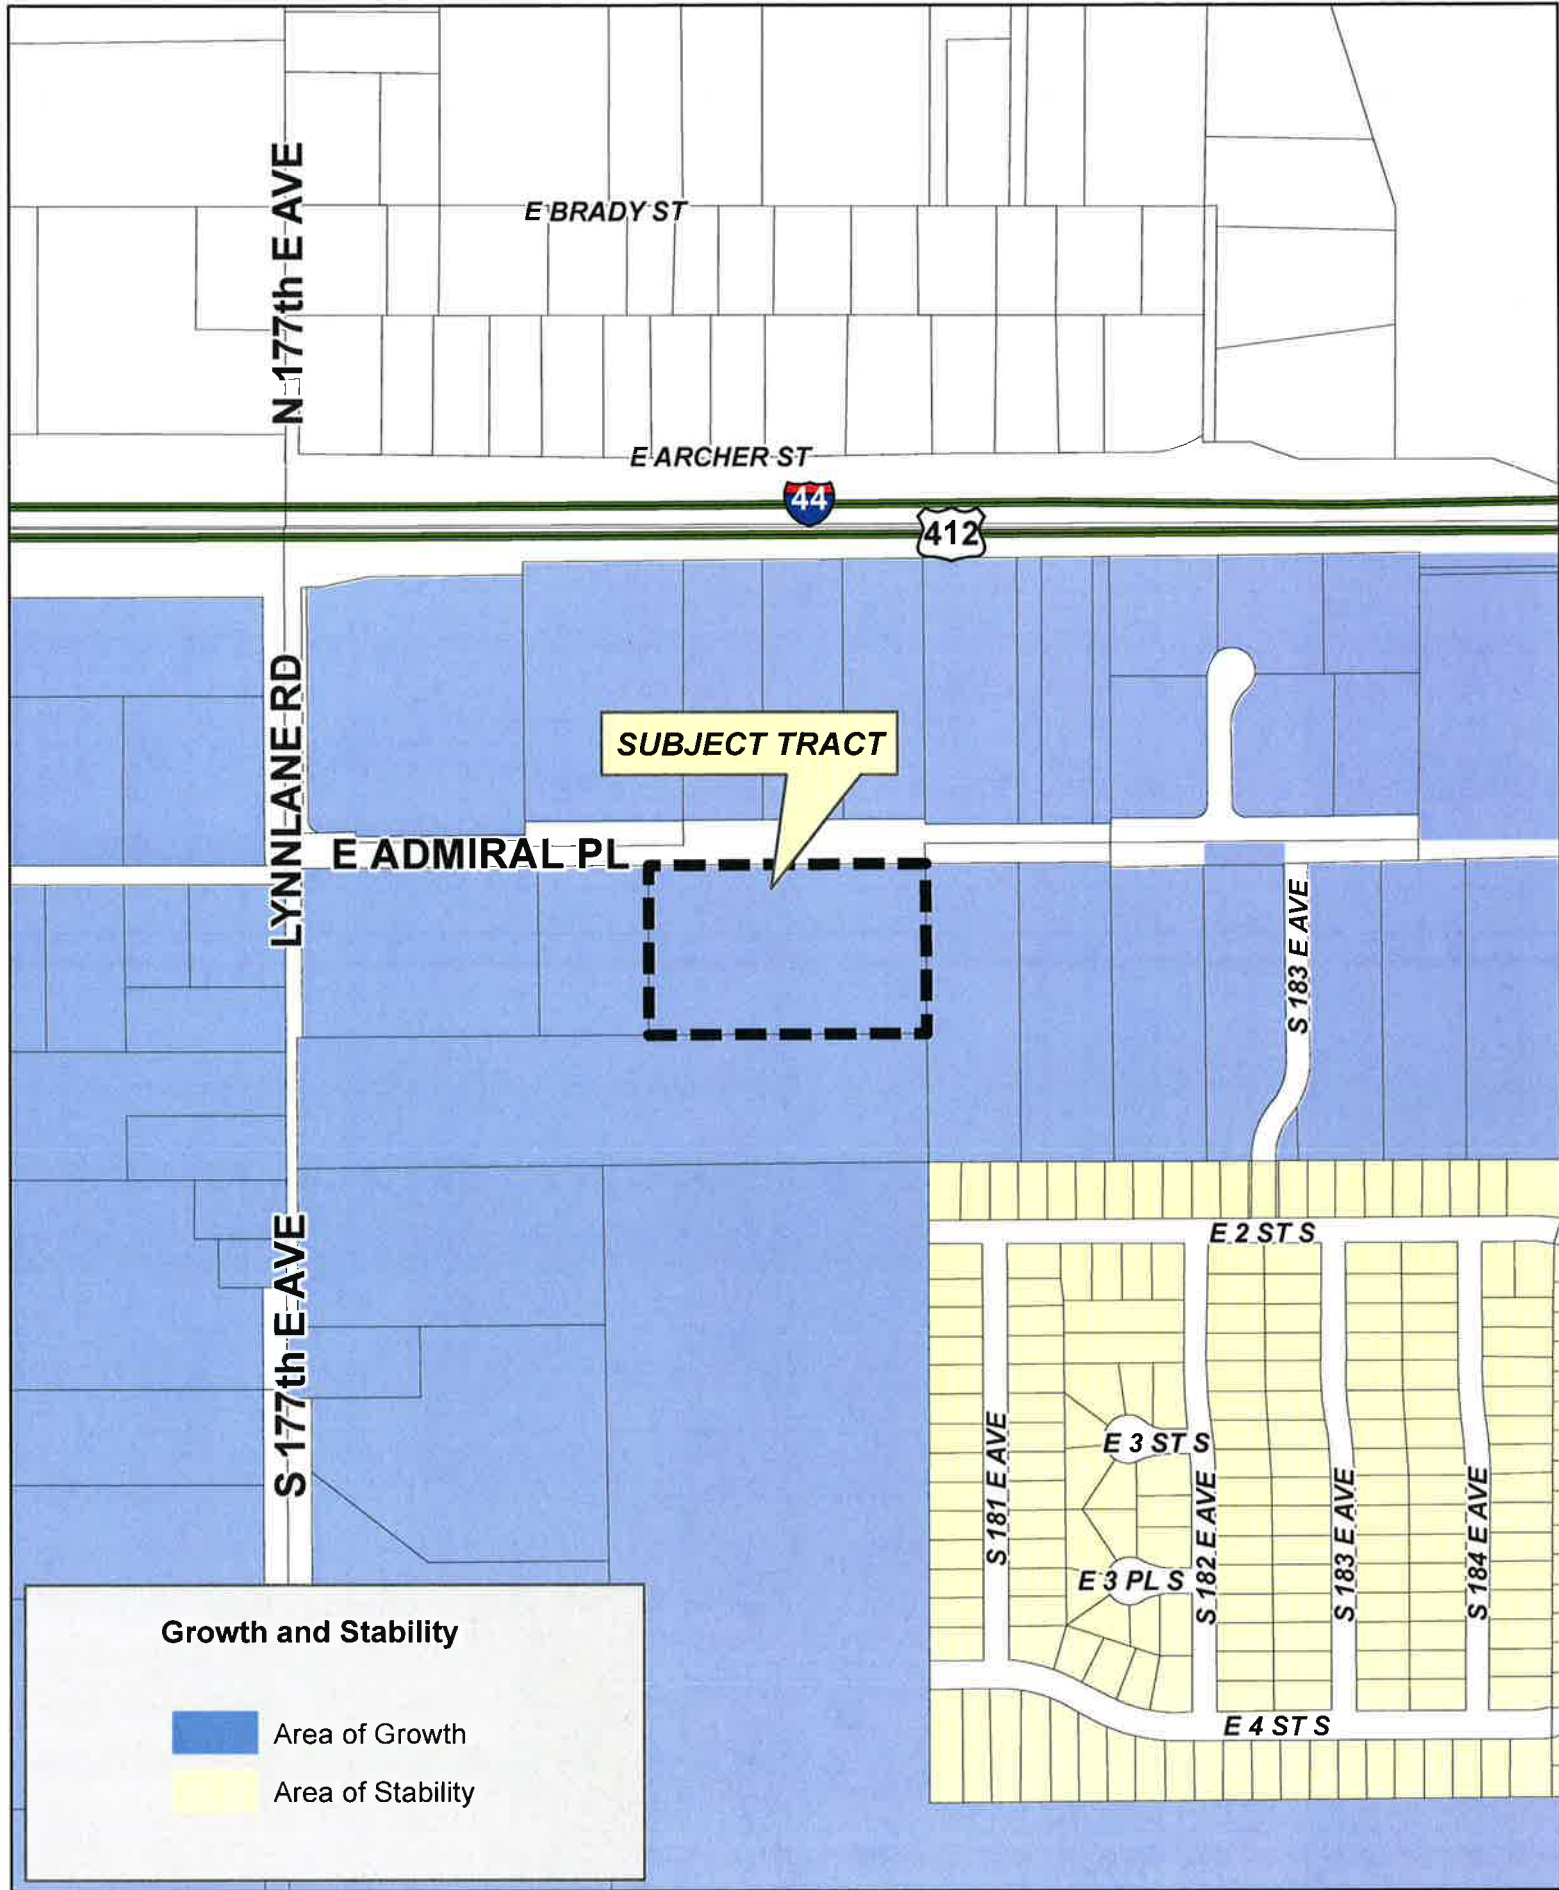 N 177th E AVE
E BRADY ST
E ARCHER ST
44
412
LYNNLANE RD
SUBJECT TRACT
E ADMIRAL PL
S 183 E AVE
S 177th E AVE
E 2 ST S
S 181 E AVE
E 3 ST S
S 182 E AVE
S 183 E AVE
S 184 E AVE
E 3 PL S
E 4 ST S
Growth and Stability
Area of Growth
Area of Stability